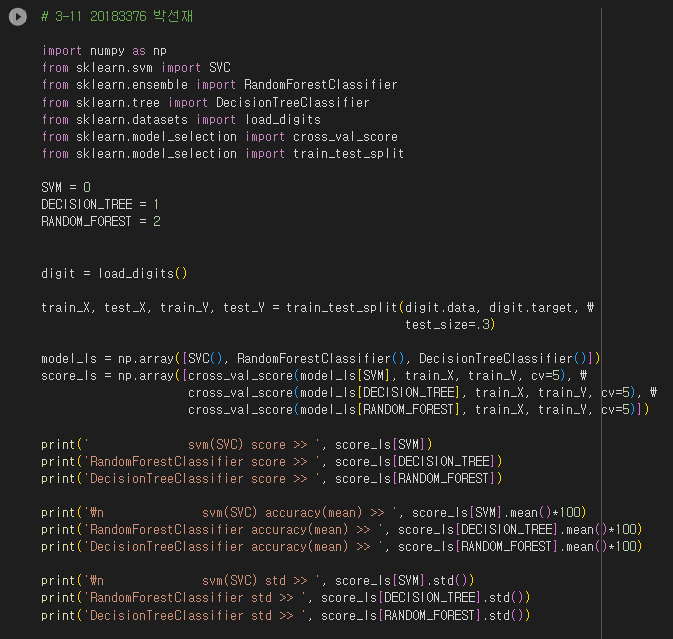 # 3-11 20183376 박선재
import numpy as np
from sklearn.svm import SVC
from sklearn.ensemble import RandomForestClassifier
from sklearn.tree import DecisionTreeClassifier
from sklearn.datasets import load_digits
from sklearn.model_selection import cross_val_score
from sklearn.model_selection import train_test_split
SVM = 0
DECISION_TREE = 1
RANDOM_FOREST = 2
digit = load_digits()
train_X, test_X, train_Y, test_Y = train_test_split(digit.data, digit.target, ₩
test_size=.3)
model_ls = np.array([SVC(), RandomForestClassifier(), DecisionTreeClassifier()])
score_ls = np.array([cross_val_score(model_ls[SVM], train_X, train_Y, cv=5), ₩
cross_val_score(model_ls[DECISION_TREE], train_X, train_Y, cv=5), ₩
cross_val_score(model_ls[RANDOM_FOREST], train_X, train_Y, cv=5)])
print('              svm(SVC) score >> ', score_ls[SVM])
print('RandomForestClassifier score >> ', score_ls[DECISION_TREE])
print('DecisionTreeClassifier score >> ', score_ls[RANDOM_FOREST])
print('₩n              svm(SVC) accuracy(mean) >> ', score_ls[SVM].mean()*100)
print('RandomForestClassifier accuracy(mean) >> ', score_ls[DECISION_TREE].mean()*100)
print('DecisionTreeClassifier accuracy(mean) >> ', score_ls[RANDOM_FOREST].mean()*100)
print('₩n              svm(SVC) std >> ', score_ls[SVM].std())
print('RandomForestClassifier std >> ', score_ls[DECISION_TREE].std())
print('DecisionTreeClassifier std >> ', score_ls[RANDOM_FOREST].std())